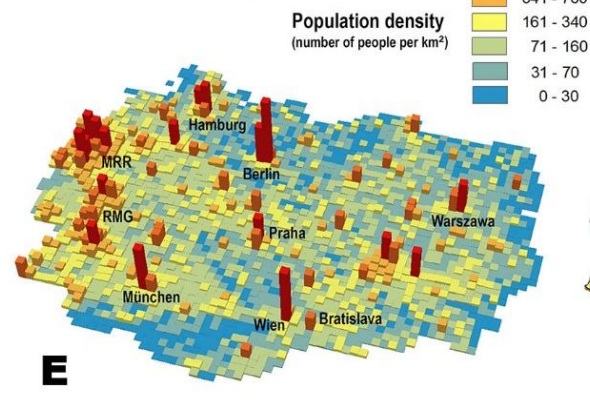 Population density
(number of people per km²)
161 - 340
71 - 160
31 - 70
0 - 30
Hamburg
MRR
Berlin
RMG
Warszawa
Praha
München
Wien
Bratislava
E